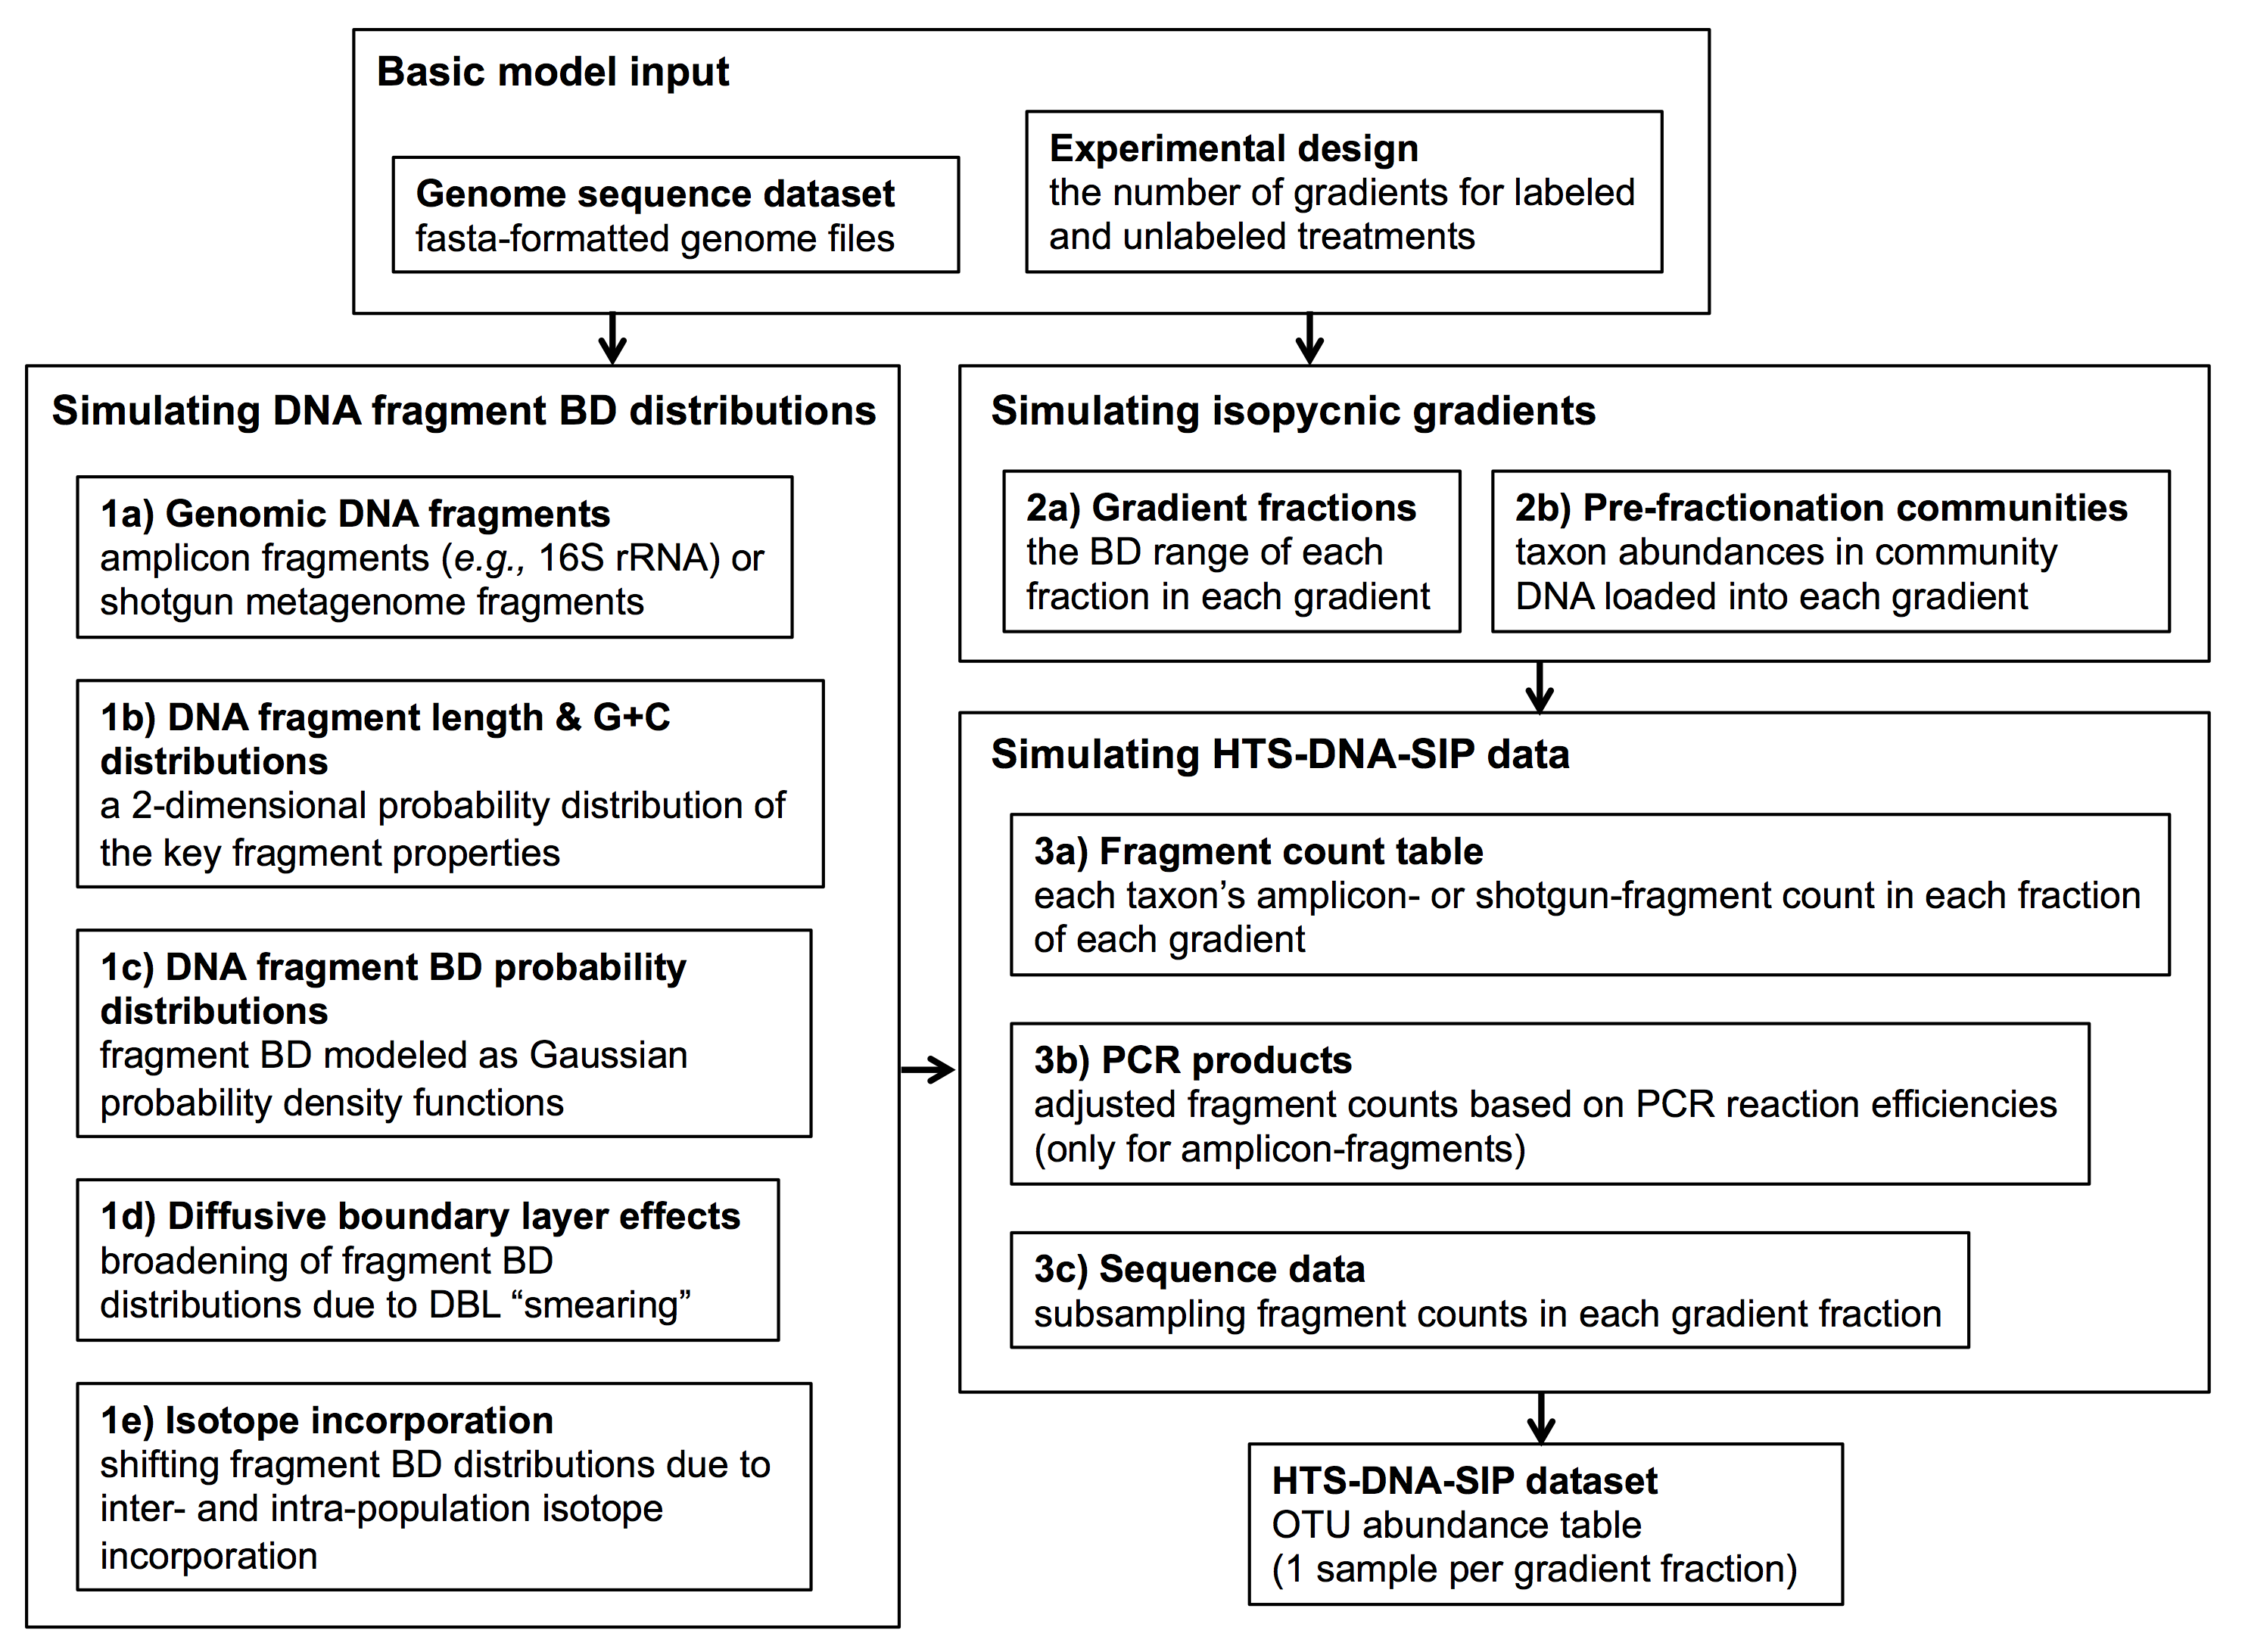 Basic model input
Genome sequence dataset
fasta-formatted genome files
Experimental design
the number of gradients for labeled
and unlabeled treatments
Simulating DNA fragment BD distributions
1a) Genomic DNA fragments
amplicon fragments (e.g., 16S rRNA) or
shotgun metagenome fragments
1b) DNA fragment length & G+C
distributions
a 2-dimensional probability distribution of
the key fragment properties
1c) DNA fragment BD probability
distributions
fragment BD modeled as Gaussian
probability density functions
1d) Diffusive boundary layer effects
broadening of fragment BD
distributions due to DBL “smearing”
1e) Isotope incorporation
shifting fragment BD distributions due to
inter- and intra-population isotope
incorporation
Simulating isopycnic gradients
2a) Gradient fractions
the BD range of each
fraction in each gradient
2b) Pre-fractionation communities
taxon abundances in community
DNA loaded into each gradient
Simulating HTS-DNA-SIP data
3a) Fragment count table
each taxon’s amplicon- or shotgun-fragment count in each fraction
of each gradient
3b) PCR products
adjusted fragment counts based on PCR reaction efficiencies
(only for amplicon-fragments)
3c) Sequence data
subsampling fragment counts in each gradient fraction
HTS-DNA-SIP dataset
OTU abundance table
(1 sample per gradient fraction)